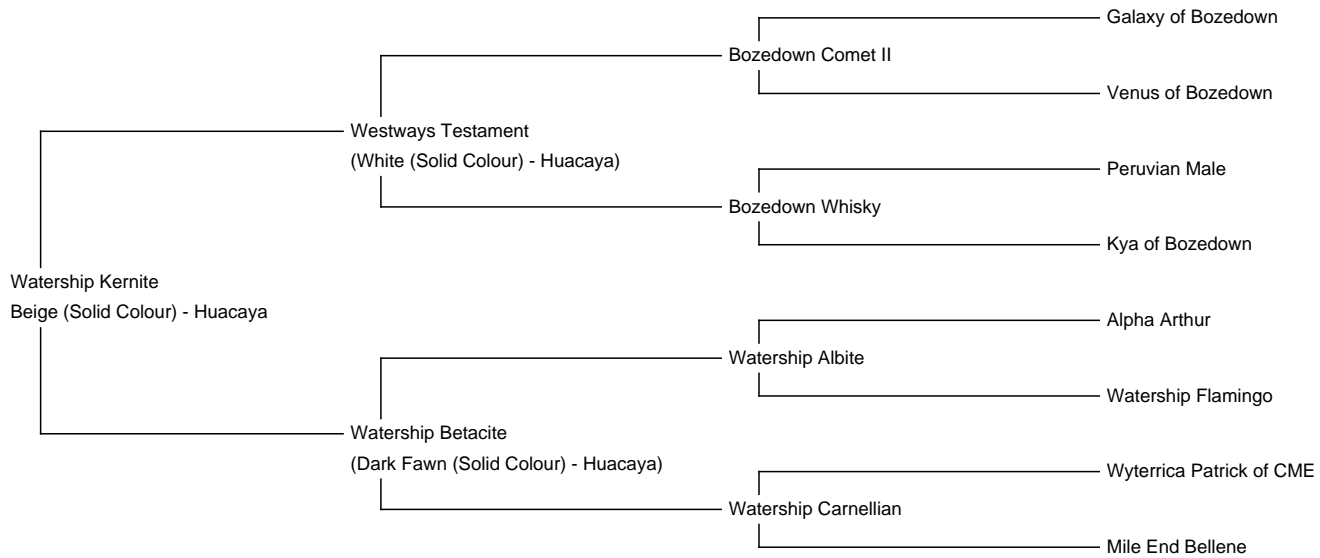 Galaxy of Bozedown
Bozedown Comet II
Venus of Bozedown
Westways Testament
(White (Solid Colour) - Huacaya)
Peruvian Male
Bozedown Whisky
Kya of Bozedown
Watership Kernite
Beige (Solid Colour) - Huacaya
Alpha Arthur
Watership Albite
Watership Flamingo
Watership Betacite
(Dark Fawn (Solid Colour) - Huacaya)
Wyterrica Patrick of CME
Watership Carnellian
Mile End Bellene